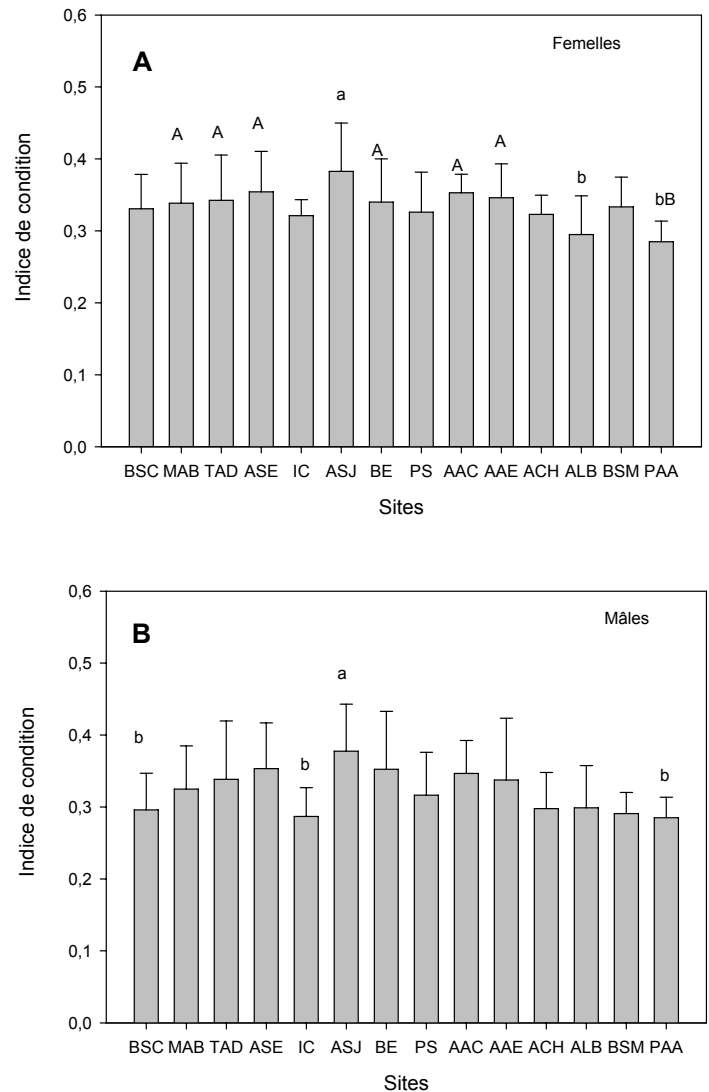 0,6
Femelles
A
0,5
a
A A A A A A
0,4
b
bB
0,3
0,2
0,1
0,0
Indice de condition
BSC MAB TAD ASE IC ASJ BE PS AAC AAE ACH ALB BSM PAA
Sites
0,6
Mâles
B
0,5
a
b b b
0,4
0,3
0,2
0,1
0,0
Indice de condition
BSC MAB TAD ASE IC ASJ BE PS AAC AAE ACH ALB BSM PAA
Sites